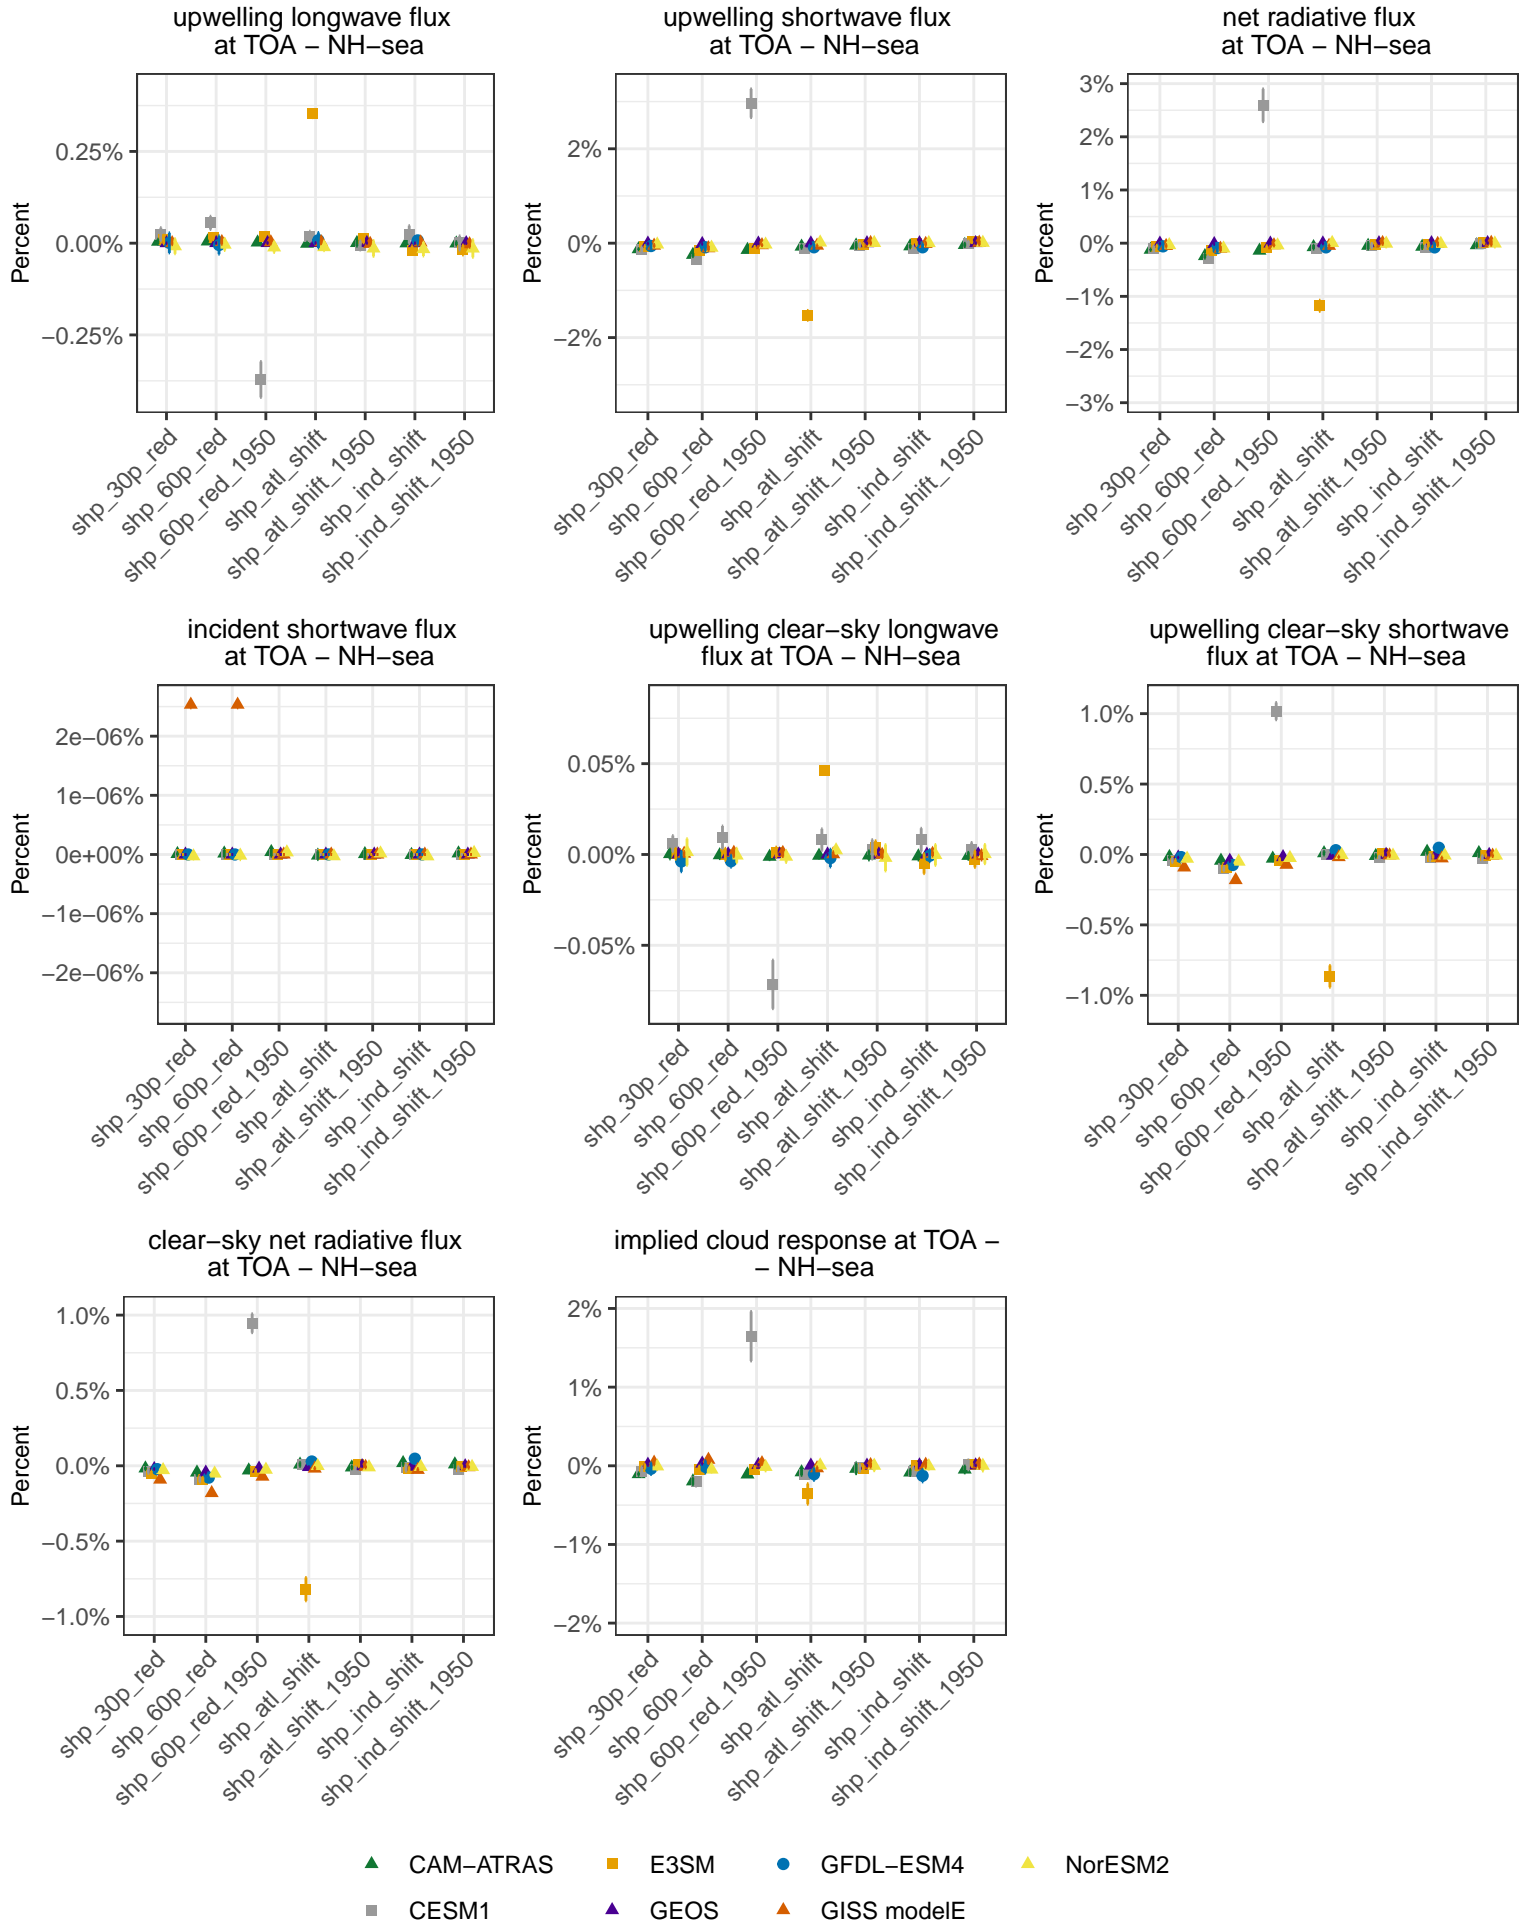 upwelling longwave flux
at TOA − NH−sea
upwelling shortwave flux
at TOA − NH−sea
net radiative flux
at TOA − NH−sea
Percent
0.25%
0.00%
−0.25%
shp_30p_red
shp_60p_red
shp_60p_red_1950
shp_atl_shift
shp_atl_shift_1950
shp_ind_shift
shp_ind_shift_1950
Percent
2%
0%
−2%
shp_30p_red
shp_60p_red
shp_60p_red_1950
shp_atl_shift
shp_atl_shift_1950
shp_ind_shift
shp_ind_shift_1950
Percent
3%
2%
1%
0%
−1%
−2%
−3%
shp_30p_red
shp_60p_red
shp_60p_red_1950
shp_atl_shift
shp_atl_shift_1950
shp_ind_shift
shp_ind_shift_1950
incident shortwave flux
at TOA − NH−sea
upwelling clear−sky longwave
flux at TOA − NH−sea
upwelling clear−sky shortwave
flux at TOA − NH−sea
Percent
2e−06%
1e−06%
0e+00%
−1e−06%
−2e−06%
shp_30p_red
shp_60p_red
shp_60p_red_1950
shp_atl_shift
shp_atl_shift_1950
shp_ind_shift
shp_ind_shift_1950
Percent
0.05%
0.00%
−0.05%
shp_30p_red
shp_60p_red
shp_60p_red_1950
shp_atl_shift
shp_atl_shift_1950
shp_ind_shift
shp_ind_shift_1950
Percent
1.0%
0.5%
0.0%
−0.5%
−1.0%
shp_30p_red
shp_60p_red
shp_60p_red_1950
shp_atl_shift
shp_atl_shift_1950
shp_ind_shift
shp_ind_shift_1950
clear−sky net radiative flux
at TOA − NH−sea
implied cloud response at TOA −
− NH−sea
Percent
1.0%
0.5%
0.0%
−0.5%
−1.0%
shp_30p_red
shp_60p_red
shp_60p_red_1950
shp_atl_shift
shp_atl_shift_1950
shp_ind_shift
shp_ind_shift_1950
Percent
2%
1%
0%
−1%
−2%
shp_30p_red
shp_60p_red
shp_60p_red_1950
shp_atl_shift
shp_atl_shift_1950
shp_ind_shift
shp_ind_shift_1950
CAM−ATRAS
E3SM
GFDL−ESM4
NorESM2
CESM1
GEOS
GISS modelE